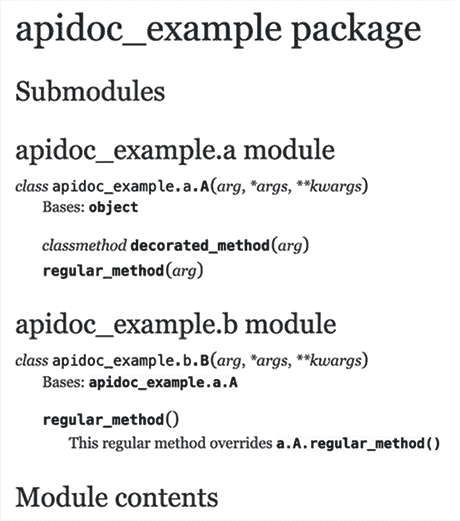 apidoc_example package
Submodules
apidoc_example.a module
class apidoc_example.a.A(arg, *args, **kwargs)
Bases: object
classmethod decorated_method(arg)
regular_method(arg)
apidoc_example.b module
class apidoc_example.b.B(arg, *args, **kwargs)
Bases: apidoc_example.a.A
regular_method()
This regular method overrides a.A.regular_method()
Module contents